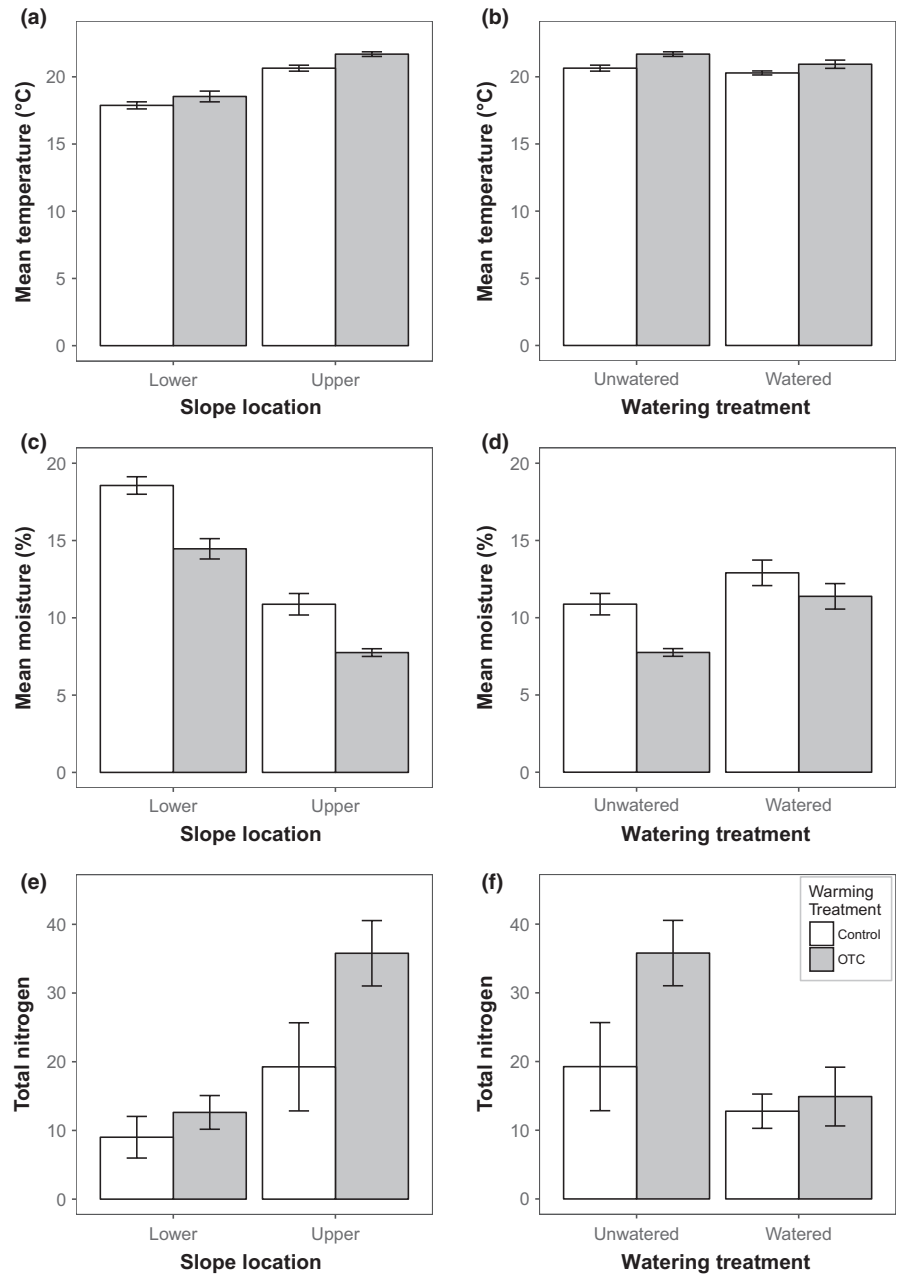 (a)
Mean temperature (°C)
20
15
10
5
0
Lower
Upper
Slope location
(b)
Mean temperature (°C)
20
15
10
5
0
Unwatered
Watered
Watering treatment
(c)
Mean moisture (%)
20
15
10
5
0
Lower
Upper
Slope location
(d)
Mean moisture (%)
20
15
10
5
0
Unwatered
Watered
Watering treatment
(e)
Total nitrogen
40
30
20
10
0
Lower
Upper
Slope location
(f)
Total nitrogen
40
30
20
10
0
Unwatered
Watered
Watering treatment
Warming
Treatment
Control
OTC